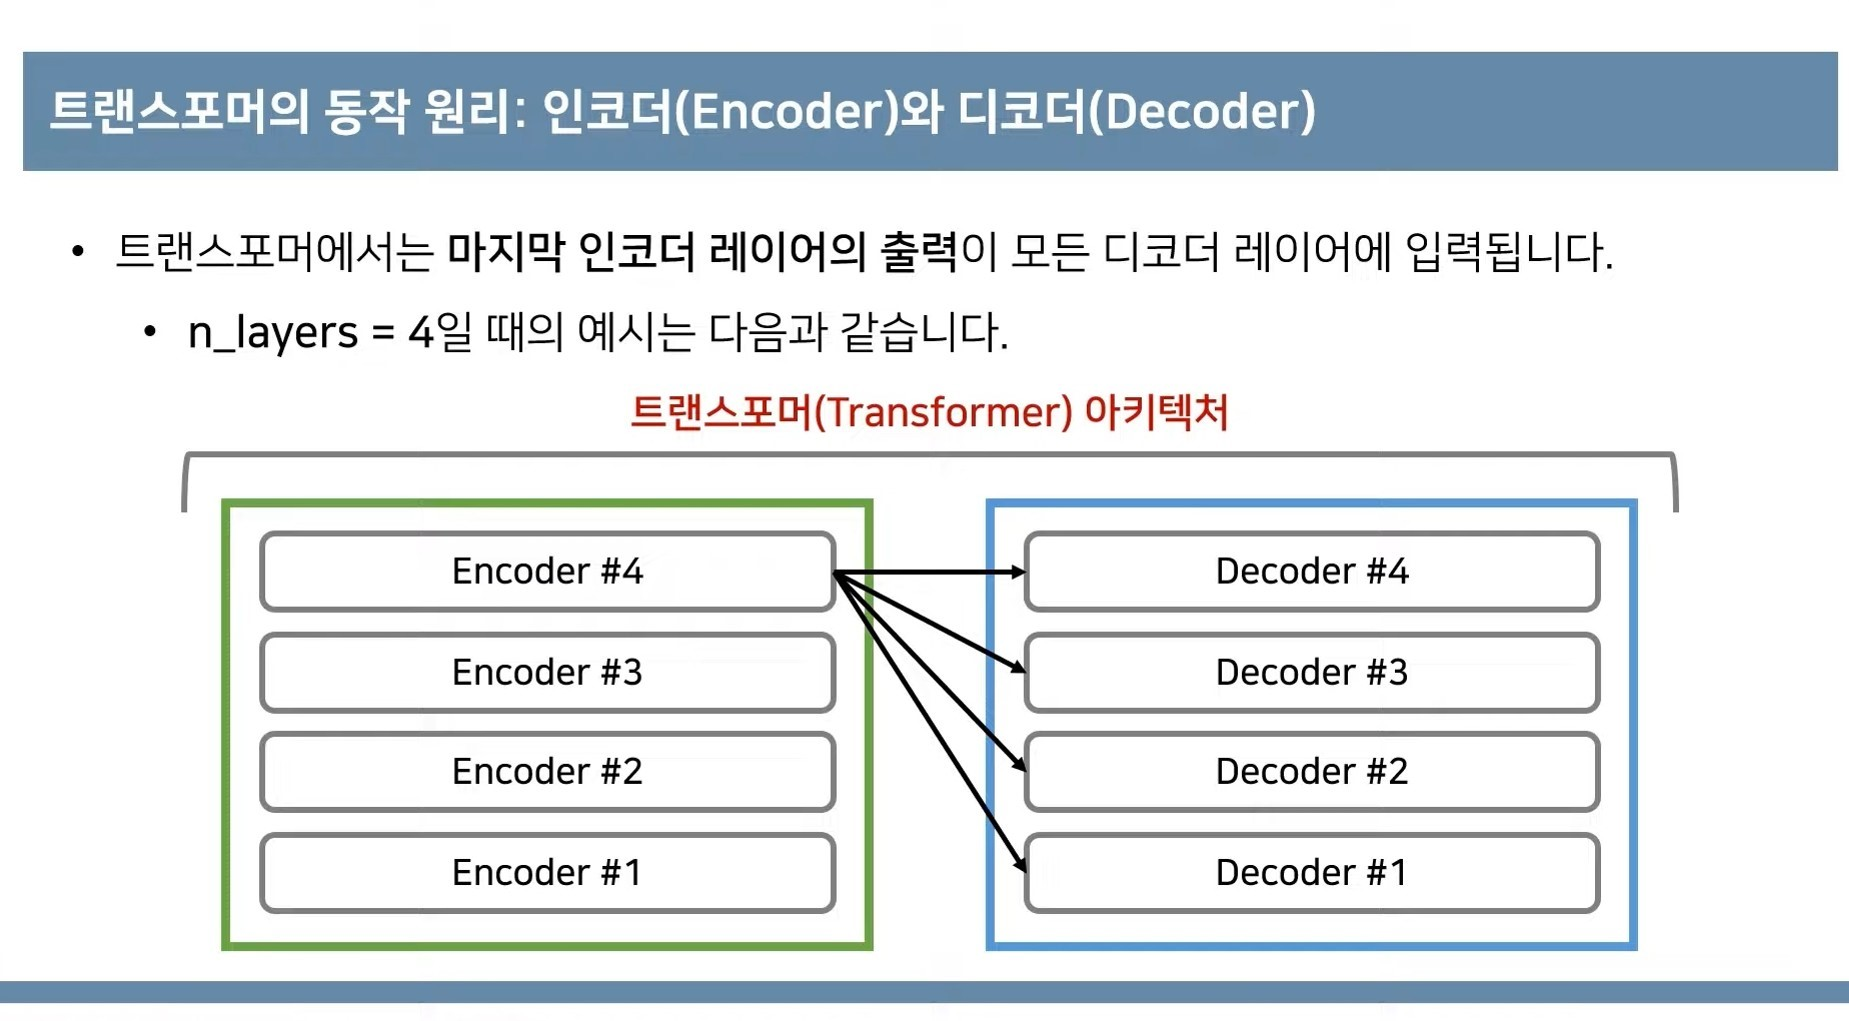 트랜스포머의 동작 원리: 인코더(Encoder)와 디코더(Decoder)
• 트랜스포머에서는 마지막 인코더 레이어의 출력이 모든 디코더 레이어에 입력됩니다.
• n_layers = 4일 때의 예시는 다음과 같습니다.
트랜스포머(Transformer) 아키텍처
Encoder #4
Encoder #3
Encoder #2
Encoder #1
Decoder #4
Decoder #3
Decoder #2
Decoder #1